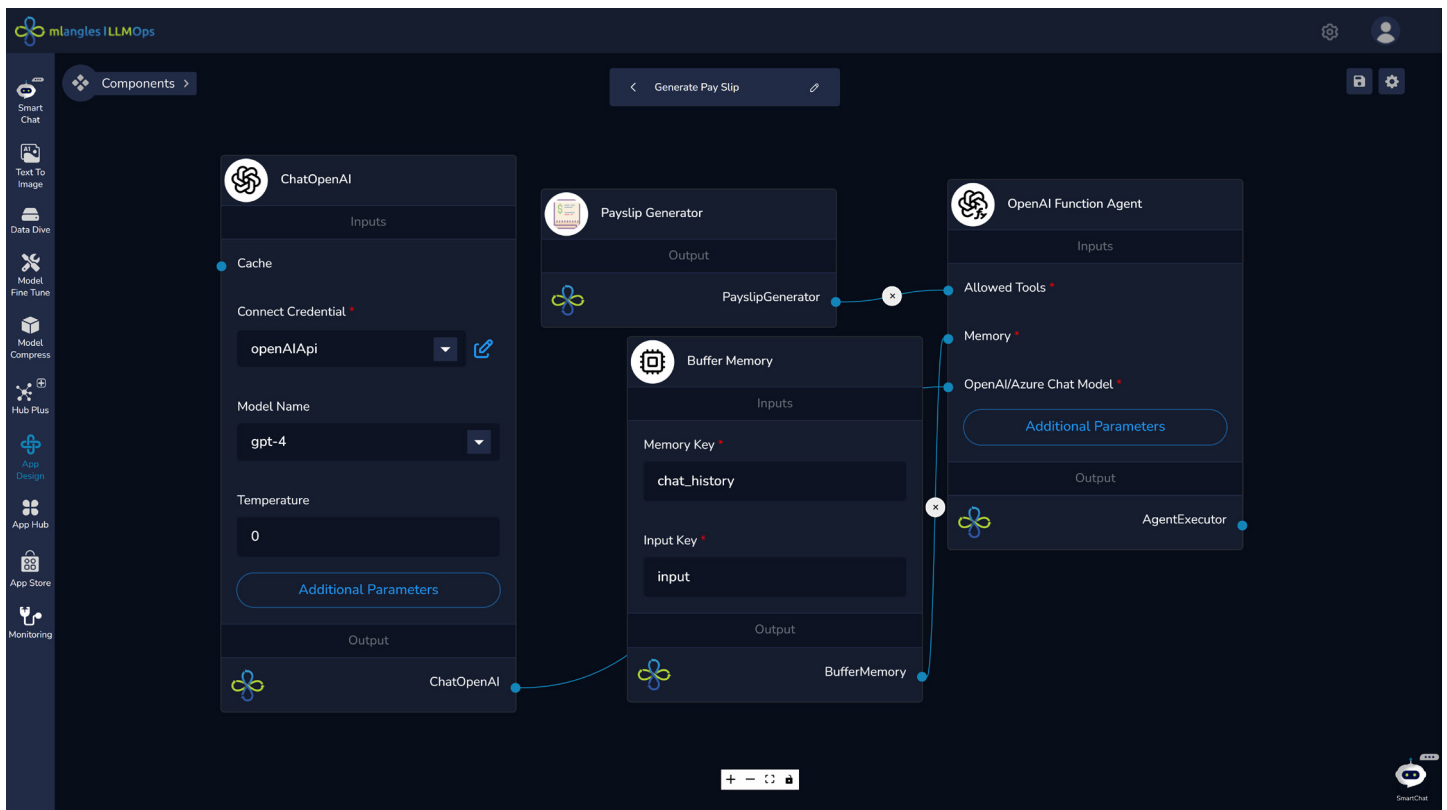 mlangles LLMOps
Components
Generate Pay Slip
Smart
Chat
Text To
Image
Data Dive
Model
Fine Tune
Model
Compress
Hub Plus
App
Design
App Hub
App Store
Monitoring
ChatOpenAI
Inputs
Cache
Connect Credential *
openAIApi
Model Name
gpt-4
Temperature
0
Additional Parameters
Output
ChatOpenAI
Payslip Generator
Output
PayslipGenerator
Buffer Memory
Inputs
Memory Key *
chat_history
Input Key *
input
Output
BufferMemory
OpenAI Function Agent
Inputs
Allowed Tools *
Memory *
OpenAI/Azure Chat Model *
Additional Parameters
Output
AgentExecutor
SmartChat